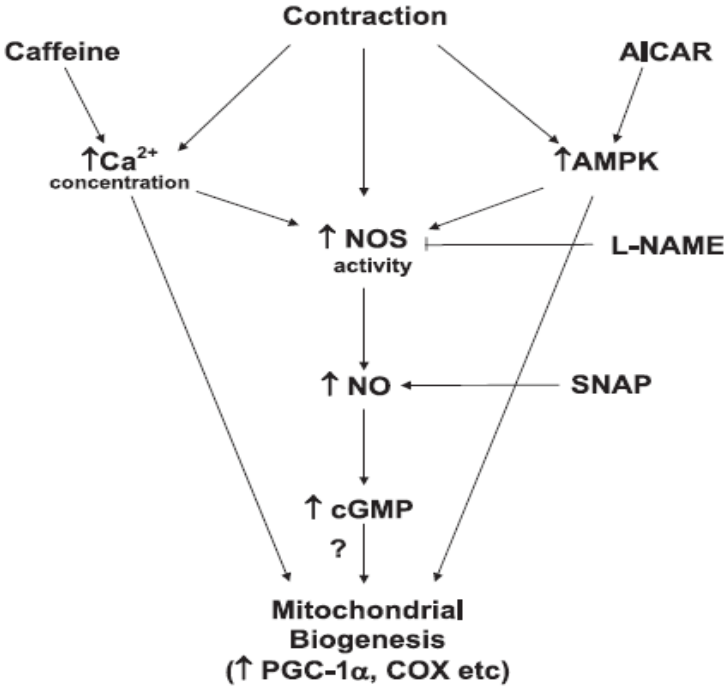 Contraction
Caffeine
AICAR
↑Ca²⁺
concentration
↑AMPK
↑ NOS
activity
L-NAME
↑ NO
SNAP
↑ cGMP
?
Mitochondrial
Biogenesis
(↑ PGC-1α, COX etc)